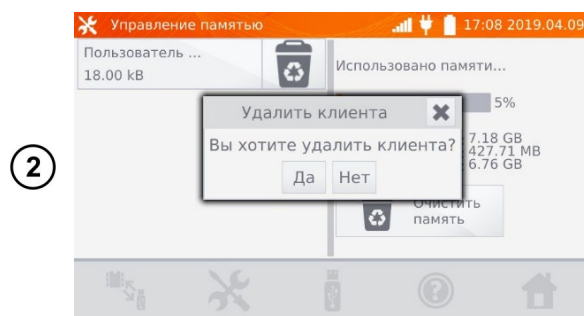 Управление памятью
17:08 2019.04.09
Пользователь ...
18.00 kB
Использовано памяти...
5%
Удалить клиента
Вы хотите удалить клиента?
Да Нет
7.18 GB
427.71 MB
6.76 GB
Очистить
память
2